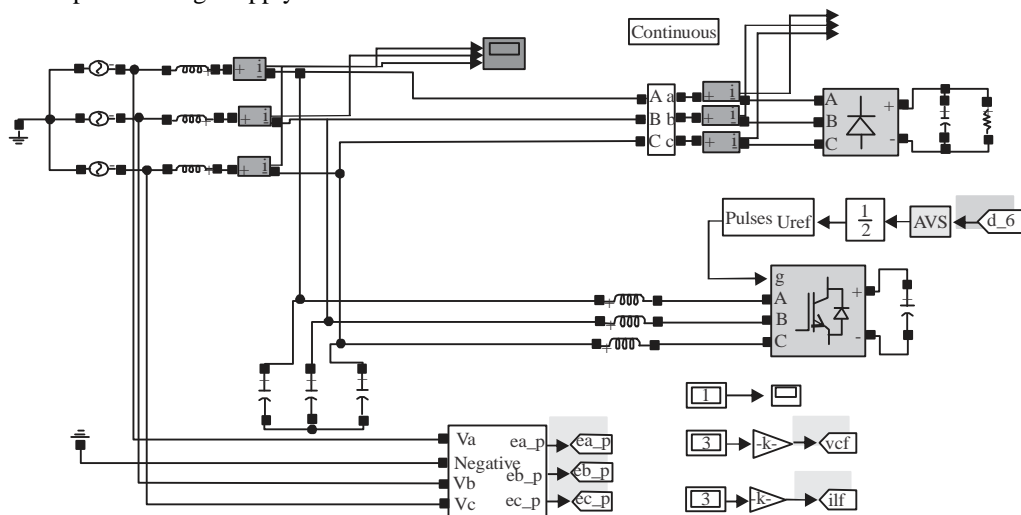 Continuous
+ i -
+ i -
+ i -
A a
B b
C c
+ i -
+ i -
+ i -
A
B
C
+
-
Pulses Uref
1/2
AVS
d_6
g
A
B
C
+
-
1
3
-k-
vcf
3
-k-
ilf
Va
Negative
Vb
Vc
ea_p
eb_p
ec_p
ea_p
eb_p
ec_p